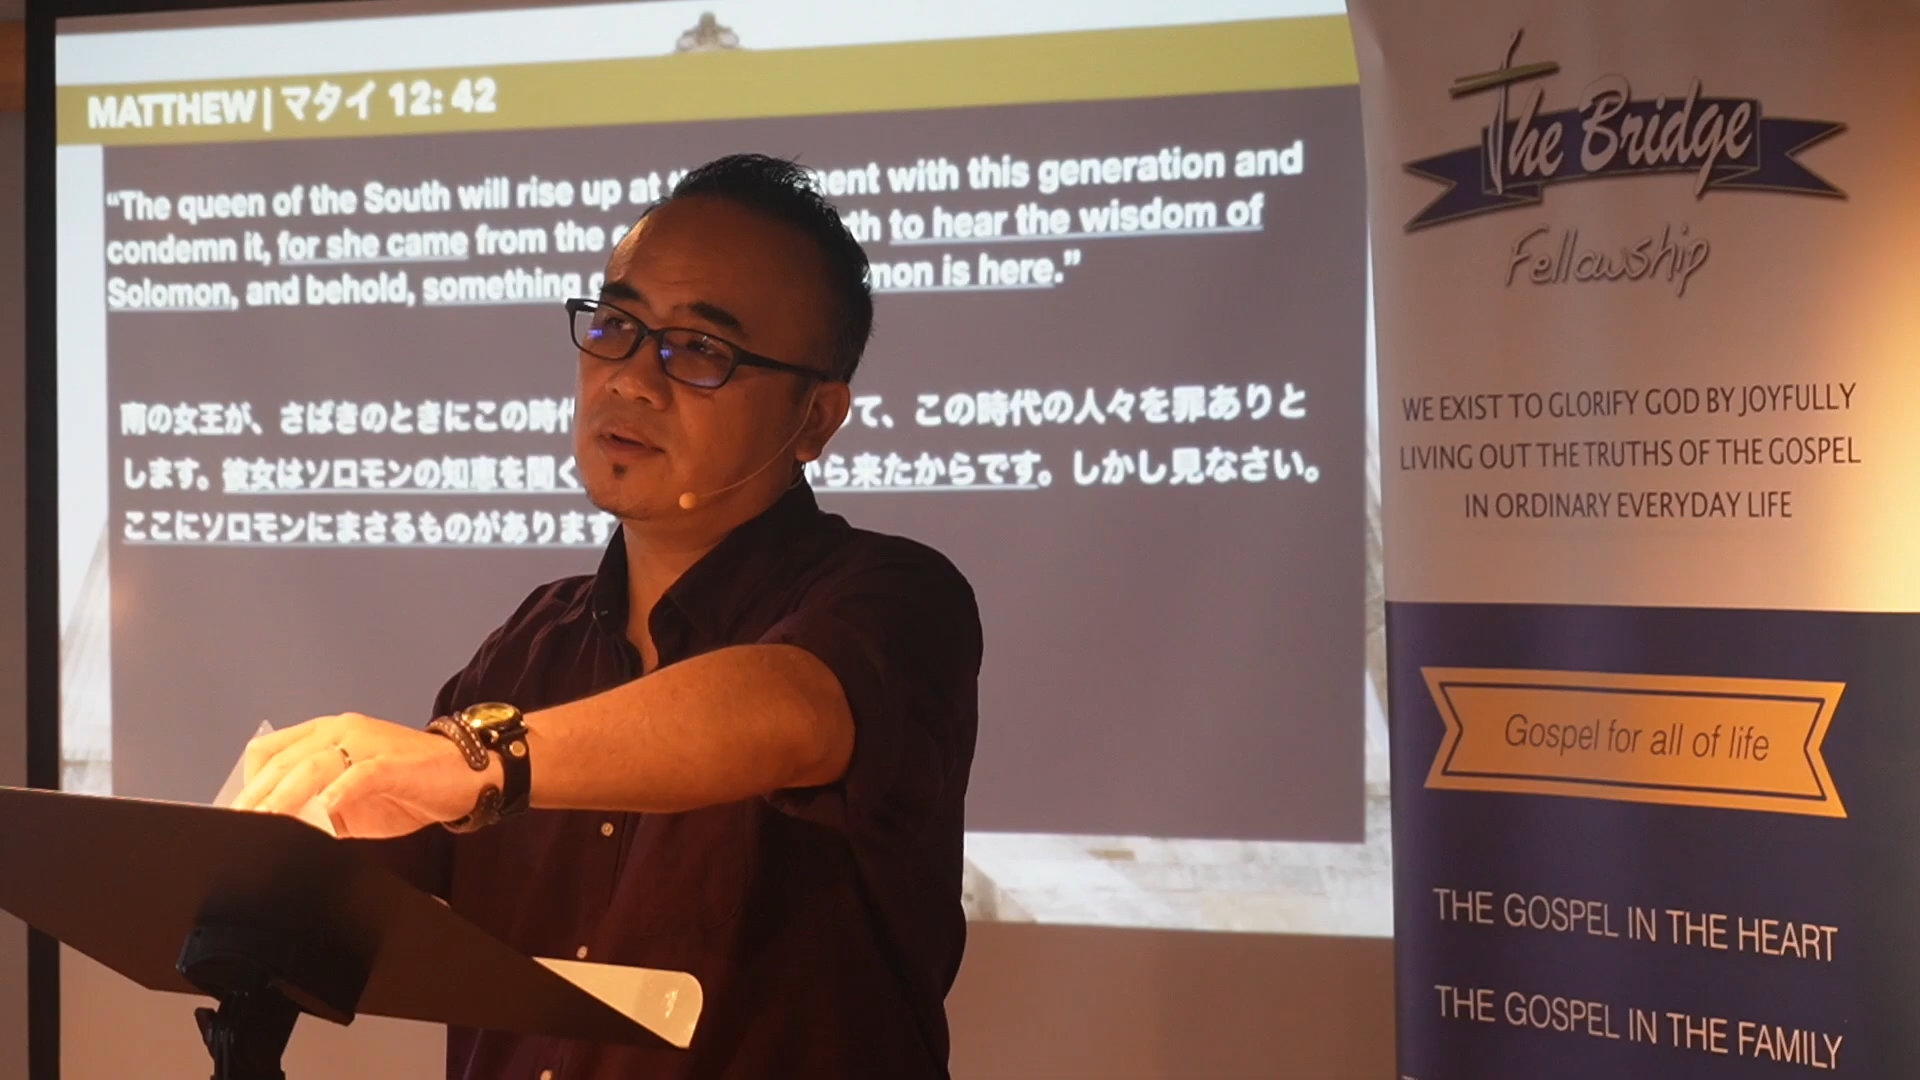 MATTHEW | マタイ 12: 42
“The queen of the South will rise up at with this generation and
condemn it, for she came from the to hear the wisdom of
Solomon, and behold, something is here.”
南の女王が、さばきのときにこの時代 て、この時代の人々を罪ありと
します。彼女はソロモンの知恵を聞く から来たからです。しかし見なさい。
ここにソロモンにまさるものがあります
The Bridge
Fellowship
WE EXIST TO GLORIFY GOD BY JOYFULLY
LIVING OUT THE TRUTHS OF THE GOSPEL
IN ORDINARY EVERYDAY LIFE
Gospel for all of life
THE GOSPEL IN THE HEART
THE GOSPEL IN THE FAMILY